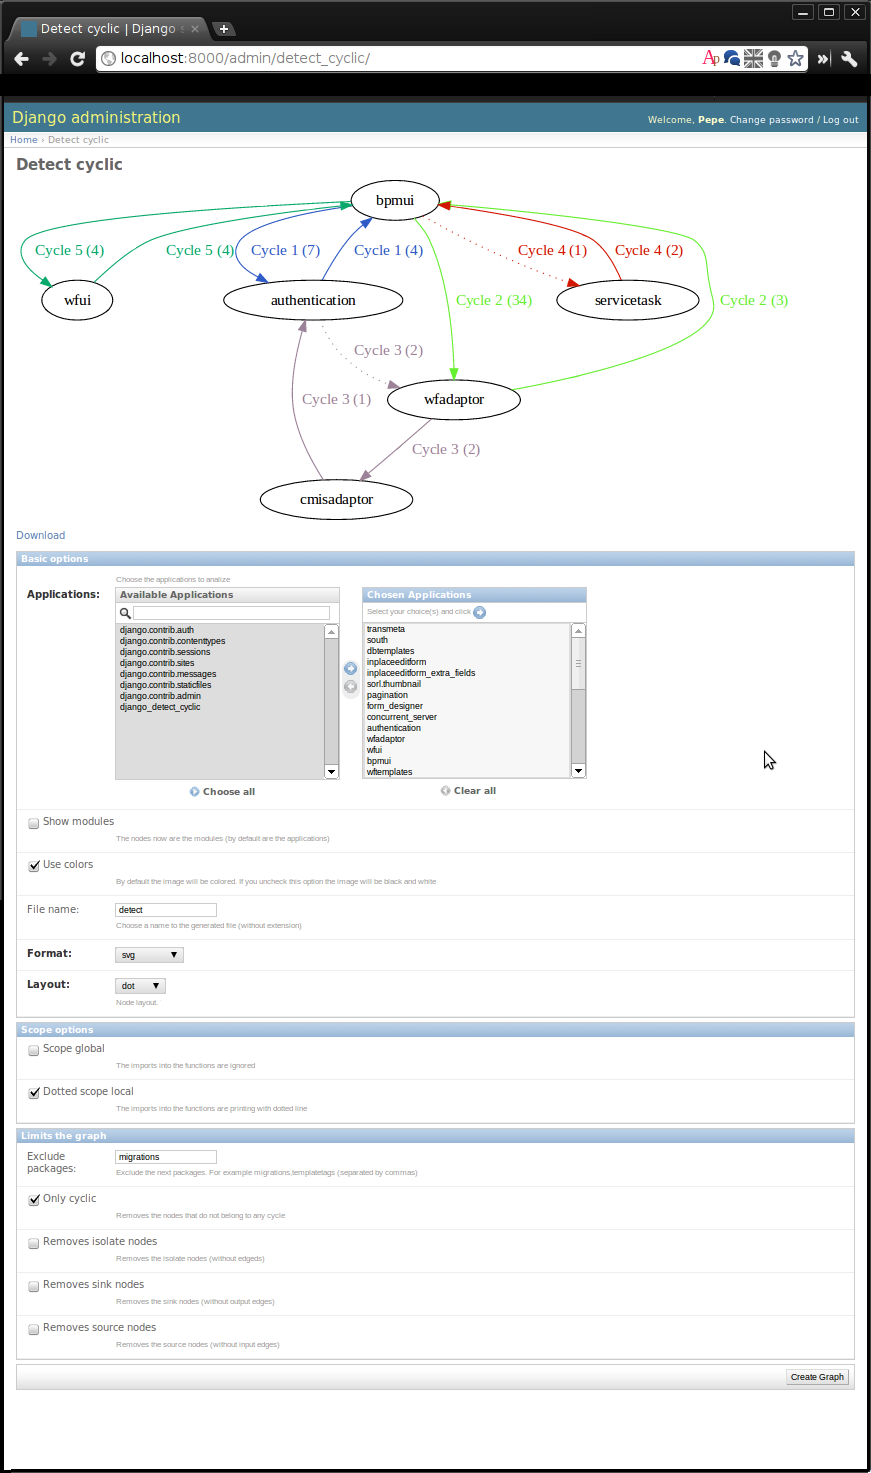 Detect cyclic | Django s
localhost:8000/admin/detect_cyclic/
Django administration
Welcome, Pepe. Change password / Log out
Home › Detect cyclic
Detect cyclic
bpmui
Cycle 5 (4) Cycle 5 (4) Cycle 1 (7) Cycle 1 (4) Cycle 4 (1) Cycle 4 (2)
wfui authentication Cycle 2 (34) servicetask Cycle 2 (3)
Cycle 3 (2)
Cycle 3 (1) wfadaptor
Cycle 3 (2)
cmisadaptor
Download
Basic options
Choose the applications to analize
Applications:
Available Applications
django.contrib.auth
django.contrib.contenttypes
django.contrib.sessions
django.contrib.sites
django.contrib.messages
django.contrib.staticfiles
django.contrib.admin
django_detect_cyclic
Choose all
Chosen Applications
Select your choice(s) and click
transmeta
south
dbtemplates
inplaceeditform
inplaceeditform_extra_fields
sorl.thumbnail
pagination
form_designer
concurrent_server
authentication
wfadaptor
wfui
bpmui
wftemplates
Clear all
Show modules
The nodes now are the modules (by default are the applications)
Use colors
By default the image will be colored. If you uncheck this option the image will be black and white
File name: detect
Choose a name to the generated file (without extension)
Format: svg
Layout: dot
Node layout.
Scope options
Scope global
The imports into the functions are ignored
Dotted scope local
The imports into the functions are printing with dotted line
Limits the graph
Exclude packages: migrations
Exclude the next packages. For example migrations,templatetags (separated by commas)
Only cyclic
Removes the nodes that do not belong to any cycle
Removes isolate nodes
Removes the isolate nodes (without edgeds)
Removes sink nodes
Removes the sink nodes (without output edges)
Removes source nodes
Removes the source nodes (without input edges)
Create Graph